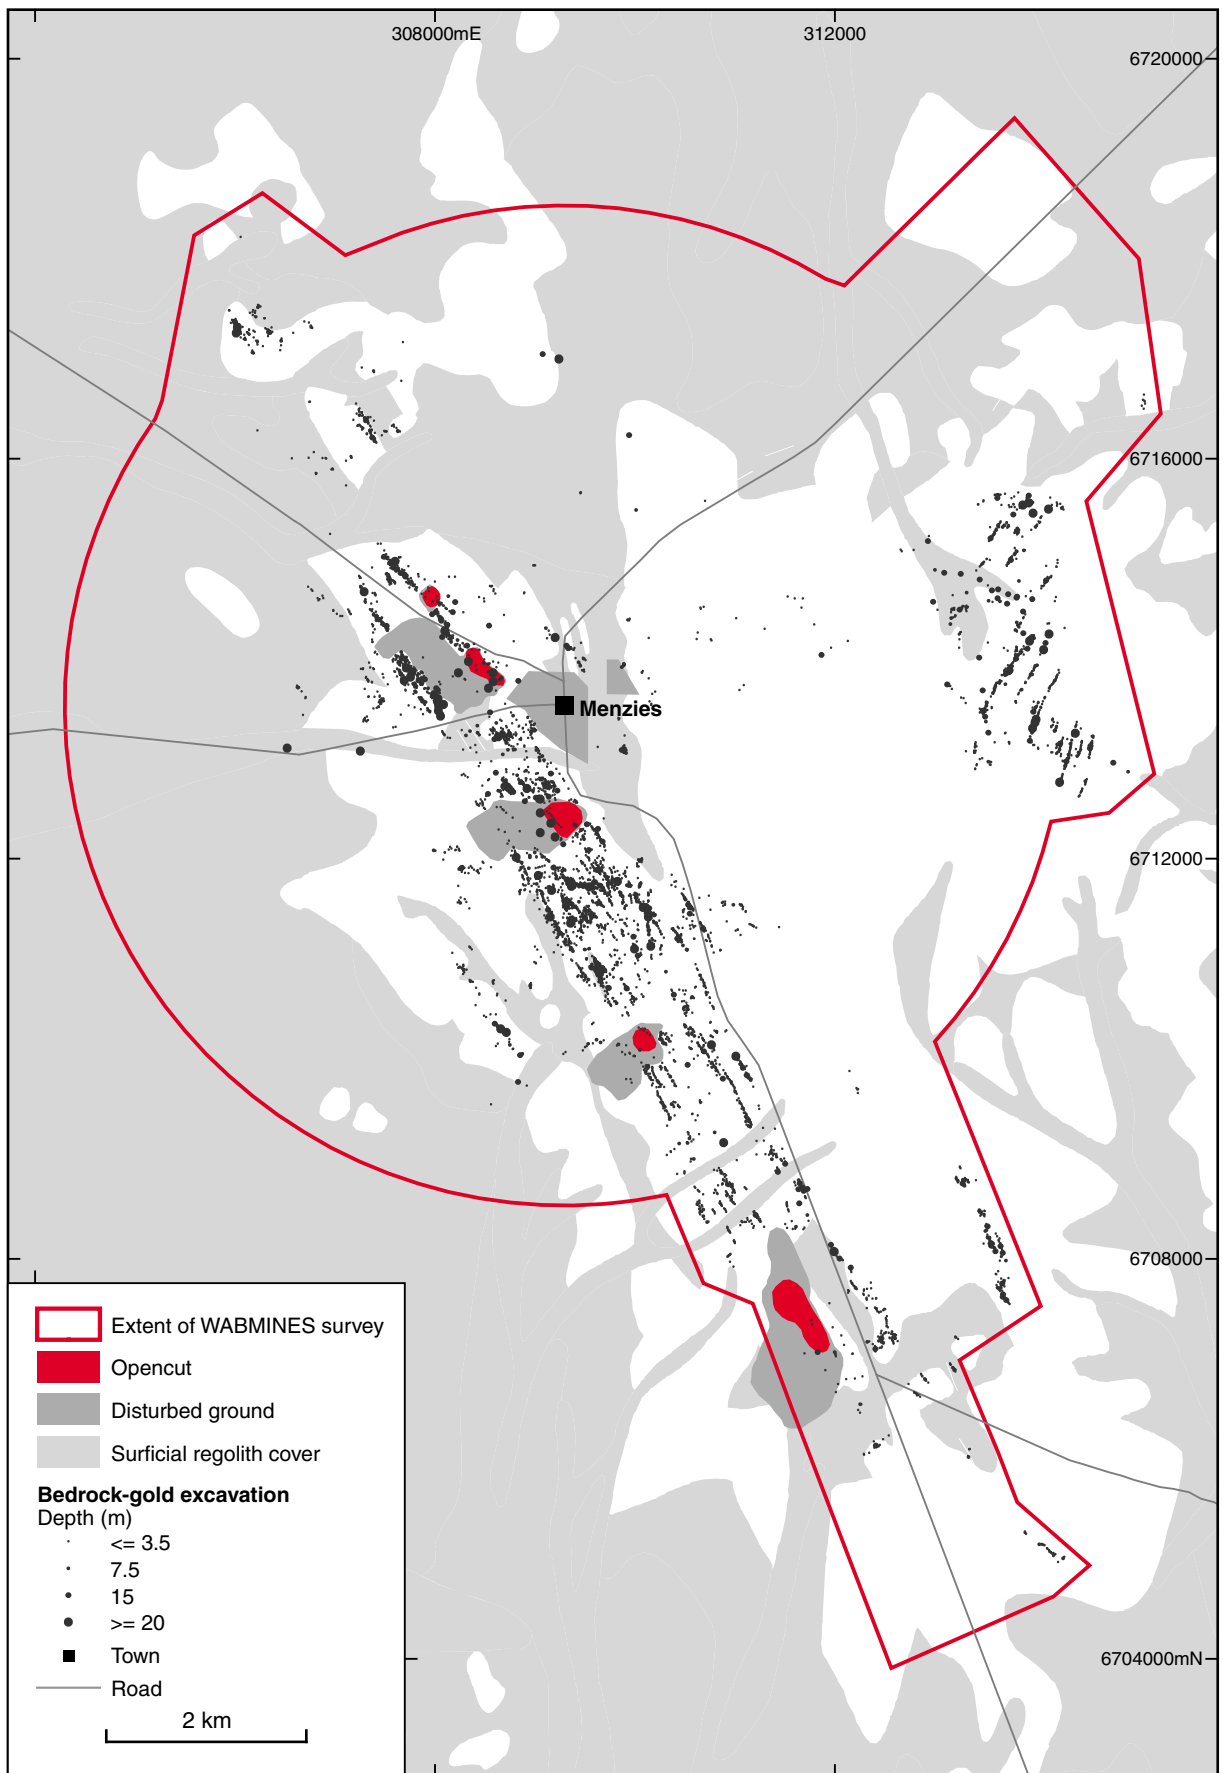 308000mE
312000
6720000
6716000
Menzies
6712000
6708000
6704000mN
Extent of WABMINES survey
Opencut
Disturbed ground
Surficial regolith cover
Bedrock-gold excavation
Depth (m)
<= 3.5
7.5
15
>= 20
Town
Road
2 km